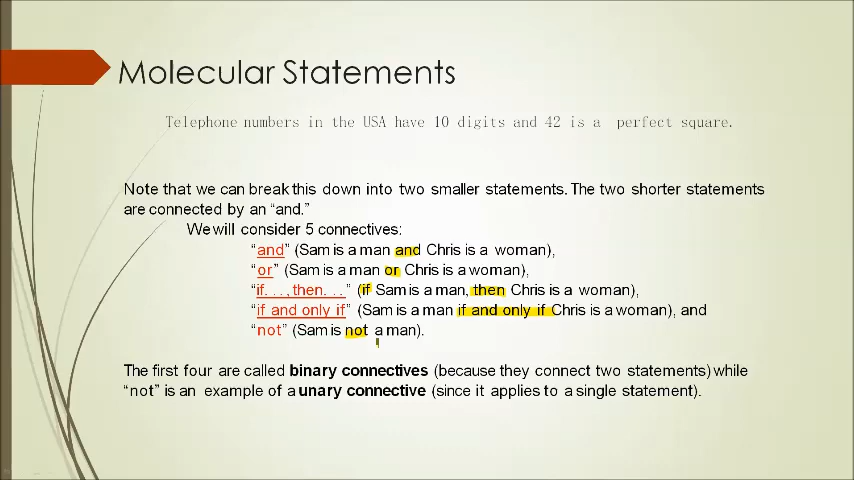 Molecular Statements
Telephone numbers in the USA have 10 digits and 42 is a perfect square.
Note that we can break this down into two smaller statements. The two shorter statements
are connected by an “and.”
We will consider 5 connectives:
“and” (Sam is a man and Chris is a woman),
“or” (Sam is a man or Chris is a woman),
“if. . . , then. . . ” (if Sam is a man, then Chris is a woman),
“if and only if” (Sam is a man if and only if Chris is a woman), and
“not” (Sam is not a man).
The first four are called binary connectives (because they connect two statements) while
“not” is an example of a unary connective (since it applies to a single statement).